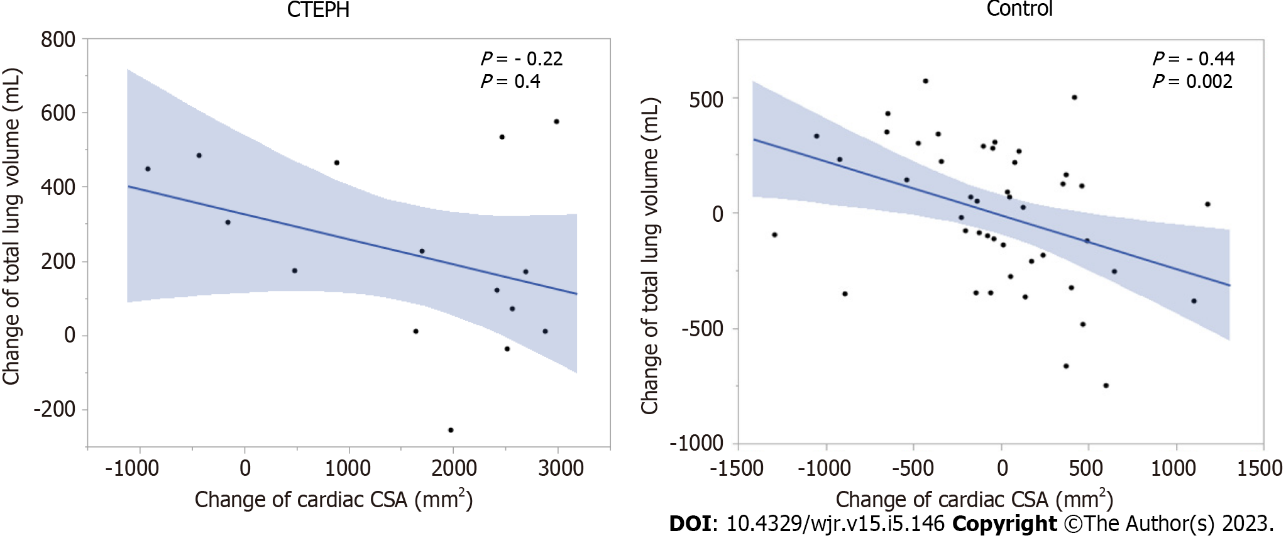 CTEPH
P = - 0.22
P = 0.4
Change of total lung volume (mL)
800
600
400
200
0
-200
-1000 0 1000 2000 3000
Change of cardiac CSA (mm²)
Control
P = - 0.44
P = 0.002
Change of total lung volume (mL)
500
0
-500
-1000
-1500 -1000 -500 0 500 1000 1500
Change of cardiac CSA (mm²)
DOI: 10.4329/wjr.v15.i5.146 Copyright ©The Author(s) 2023.